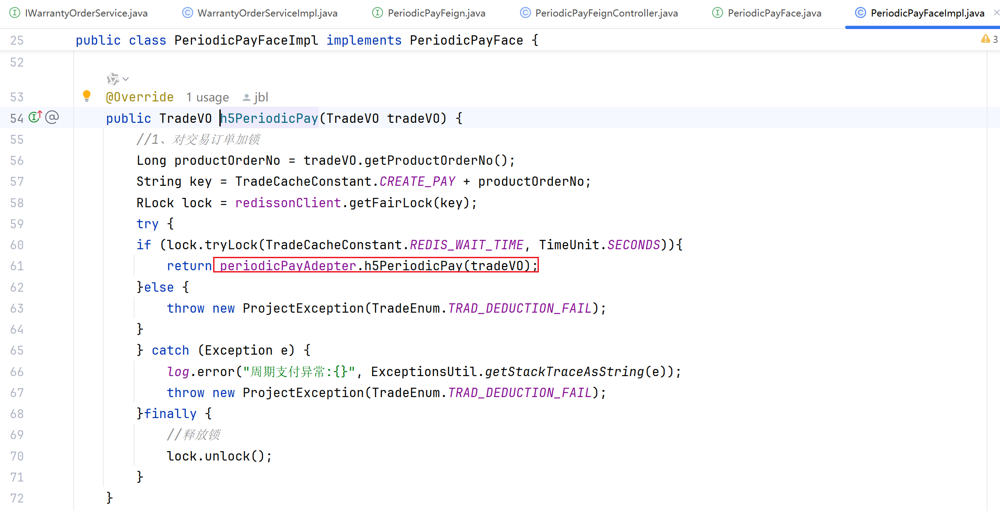 IWarrantyOrderService.java WarrantyOrderServiceImpl.java PeriodicPayFeign.java PeriodicPayFeignController.java PeriodicPayFace.java PeriodicPayFaceImpl.java
25 public class PeriodicPayFaceImpl implements PeriodicPayFace { 3
52
53 @Override 1 usage jbl
54 public TradeVO h5PeriodicPay(TradeVO tradeVO) {
55 //1、对交易订单加锁
56 Long productOrderNo = tradeVO.getProductOrderNo();
57 String key = TradeCacheConstant.CREATE_PAY + productOrderNo;
58 RLock lock = redissonClient.getFairLock(key);
59 try {
60 if (lock.tryLock(TradeCacheConstant.REDIS_WAIT_TIME, TimeUnit.SECONDS)){
61 return periodicPayAdepter.h5PeriodicPay(tradeVO);
62 }else {
63 throw new ProjectException(TradeEnum.TRAD_DEDUCTION_FAIL);
64 }
65 } catch (Exception e) {
66 log.error("周期支付异常:{}", ExceptionsUtil.getStackTraceAsString(e));
67 throw new ProjectException(TradeEnum.TRAD_DEDUCTION_FAIL);
68 }finally {
69 //释放锁
70 lock.unlock();
71 }
72 }